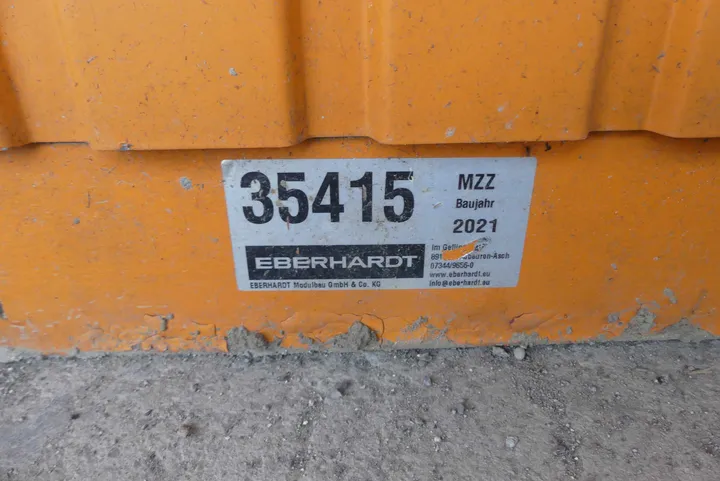 35415
MZZ
Baujahr
2021
EBERHARDT
EBERHARDT Modulbau GmbH & Co. KG
Im
07344/9656-0
www.eberhardt.eu
info@eberhardt.eu